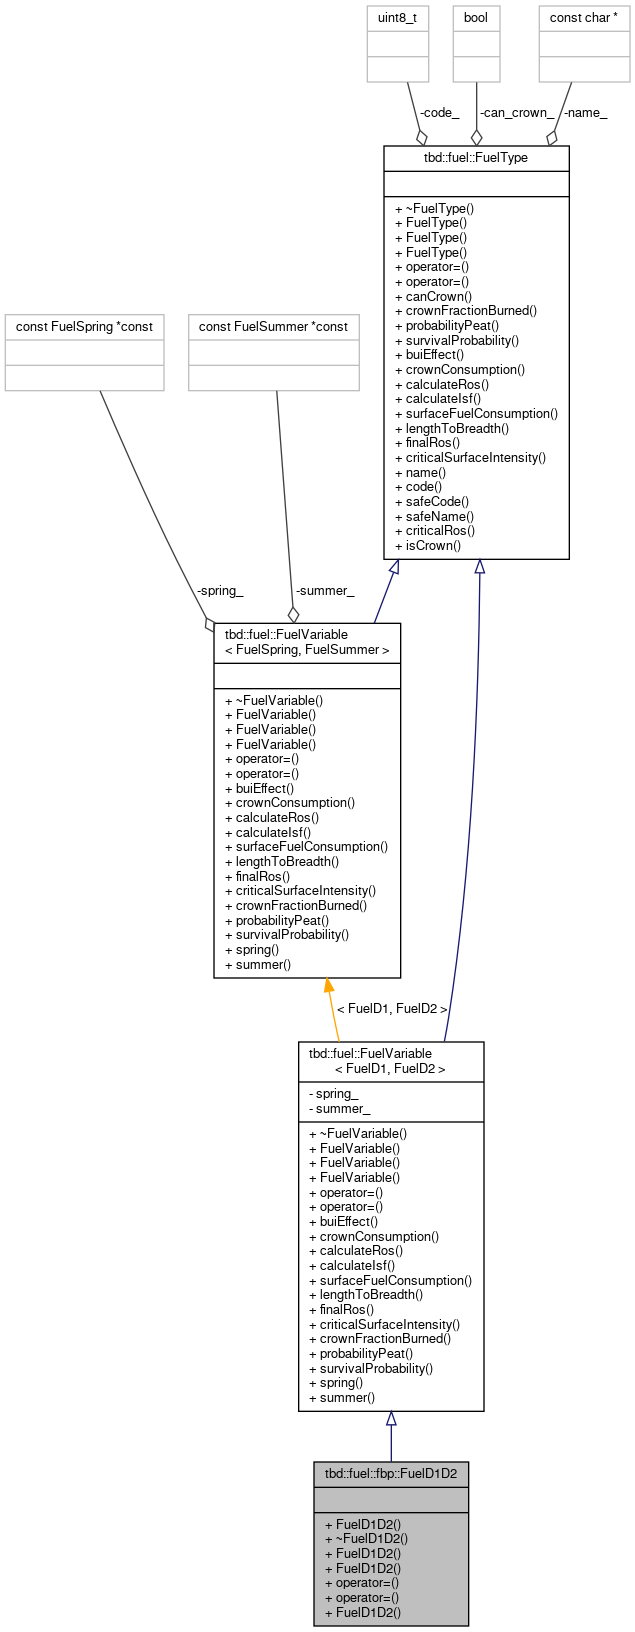 uint8_t
bool
const char *
-code_
-can_crown_
-name_
tbd::fuel::FuelType
+ ~FuelType()
+ FuelType()
+ FuelType()
+ FuelType()
+ operator=()
+ operator=()
+ canCrown()
+ crownFractionBurned()
+ probabilityPeat()
+ survivalProbability()
+ buiEffect()
+ crownConsumption()
+ calculateRos()
+ calculateIsf()
+ surfaceFuelConsumption()
+ lengthToBreadth()
+ finalRos()
+ criticalSurfaceIntensity()
+ name()
+ code()
+ safeCode()
+ safeName()
+ criticalRos()
+ isCrown()
const FuelSpring *const
const FuelSummer *const
-spring_
-summer_
tbd::fuel::FuelVariable
< FuelSpring, FuelSummer >
+ ~FuelVariable()
+ FuelVariable()
+ FuelVariable()
+ FuelVariable()
+ operator=()
+ operator=()
+ buiEffect()
+ crownConsumption()
+ calculateRos()
+ calculateIsf()
+ surfaceFuelConsumption()
+ lengthToBreadth()
+ finalRos()
+ criticalSurfaceIntensity()
+ crownFractionBurned()
+ probabilityPeat()
+ survivalProbability()
+ spring()
+ summer()
< FuelD1, FuelD2 >
tbd::fuel::FuelVariable
< FuelD1, FuelD2 >
- spring_
- summer_
+ ~FuelVariable()
+ FuelVariable()
+ FuelVariable()
+ FuelVariable()
+ operator=()
+ operator=()
+ buiEffect()
+ crownConsumption()
+ calculateRos()
+ calculateIsf()
+ surfaceFuelConsumption()
+ lengthToBreadth()
+ finalRos()
+ criticalSurfaceIntensity()
+ crownFractionBurned()
+ probabilityPeat()
+ survivalProbability()
+ spring()
+ summer()
tbd::fuel::fbp::FuelD1D2
+ FuelD1D2()
+ ~FuelD1D2()
+ FuelD1D2()
+ FuelD1D2()
+ operator=()
+ operator=()
+ FuelD1D2()